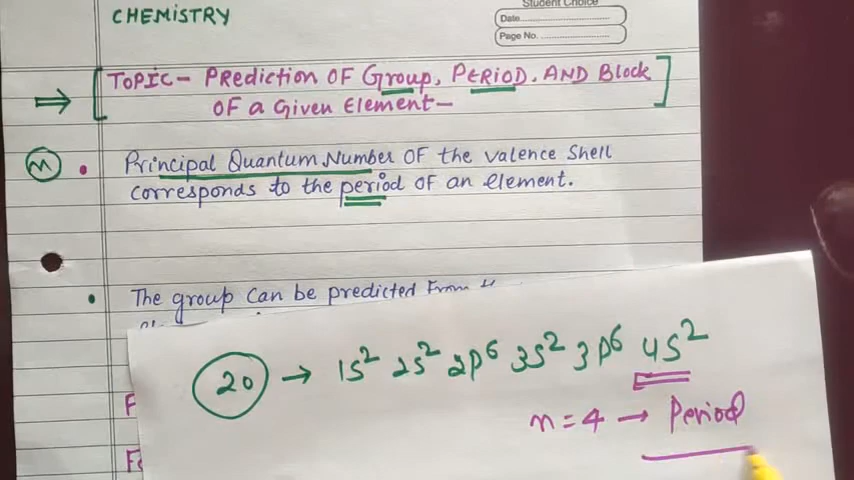 CHEMISTRY
Student Choice
Date
Page No.
⇒ [TOPIC- PREdiction OF Group, PERIOD, AND Block
OF a Given Element-]
n • Principal Quantum Number OF the valence shell
corresponds to the period OF an element.
• The group can be predicted From
20 → 1s² 2s² 2p⁶ 3s² 3p⁶ 4s²
n = 4 → Period
F